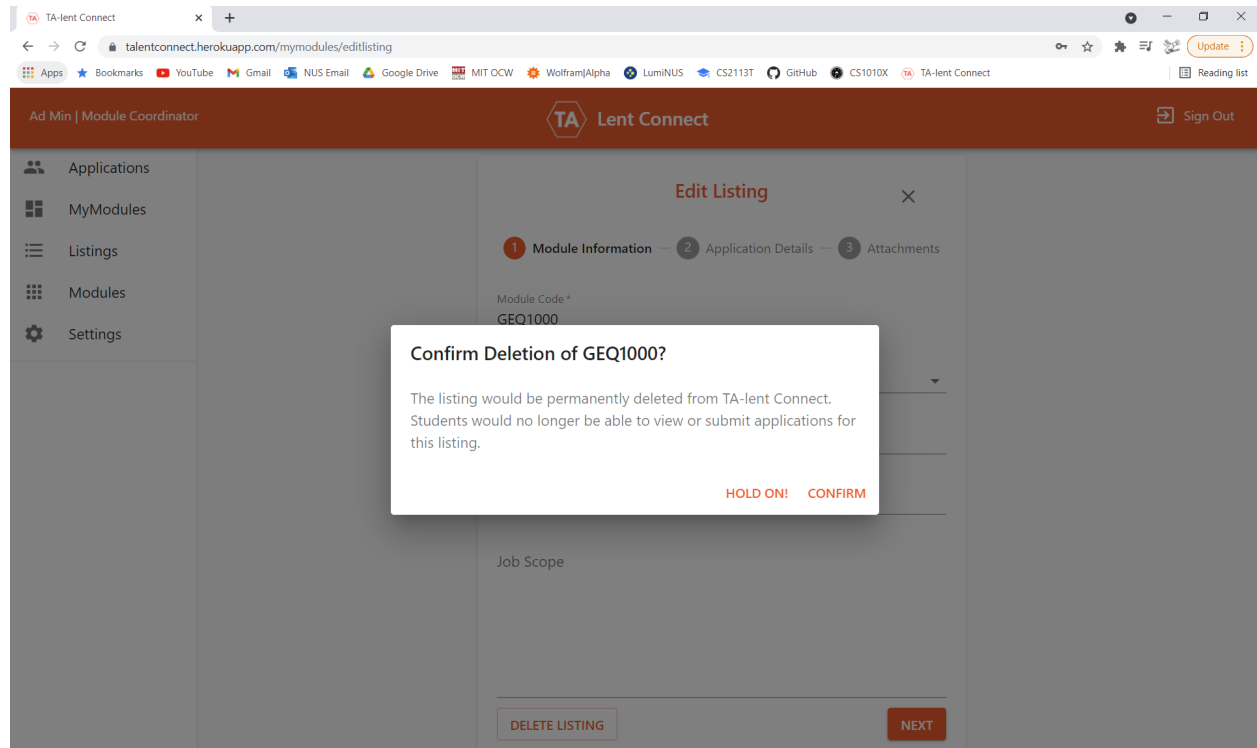 TA TA-lent Connect
talentconnect.herokuapp.com/mymodules/editlisting
Update
Apps Bookmarks YouTube Gmail NUS Email Google Drive MIT OCW Wolfram|Alpha LumiNUS CS2113T GitHub CS1010X TA TA-lent Connect Reading list
Ad Min | Module Coordinator
TA Lent Connect
Sign Out
Applications
MyModules
Listings
Modules
Settings
Edit Listing
1 Module Information 2 Application Details 3 Attachments
Module Code *
GEQ1000
Confirm Deletion of GEQ1000?
The listing would be permanently deleted from TA-lent Connect.
Students would no longer be able to view or submit applications for
this listing.
HOLD ON! CONFIRM
Job Scope
DELETE LISTING NEXT